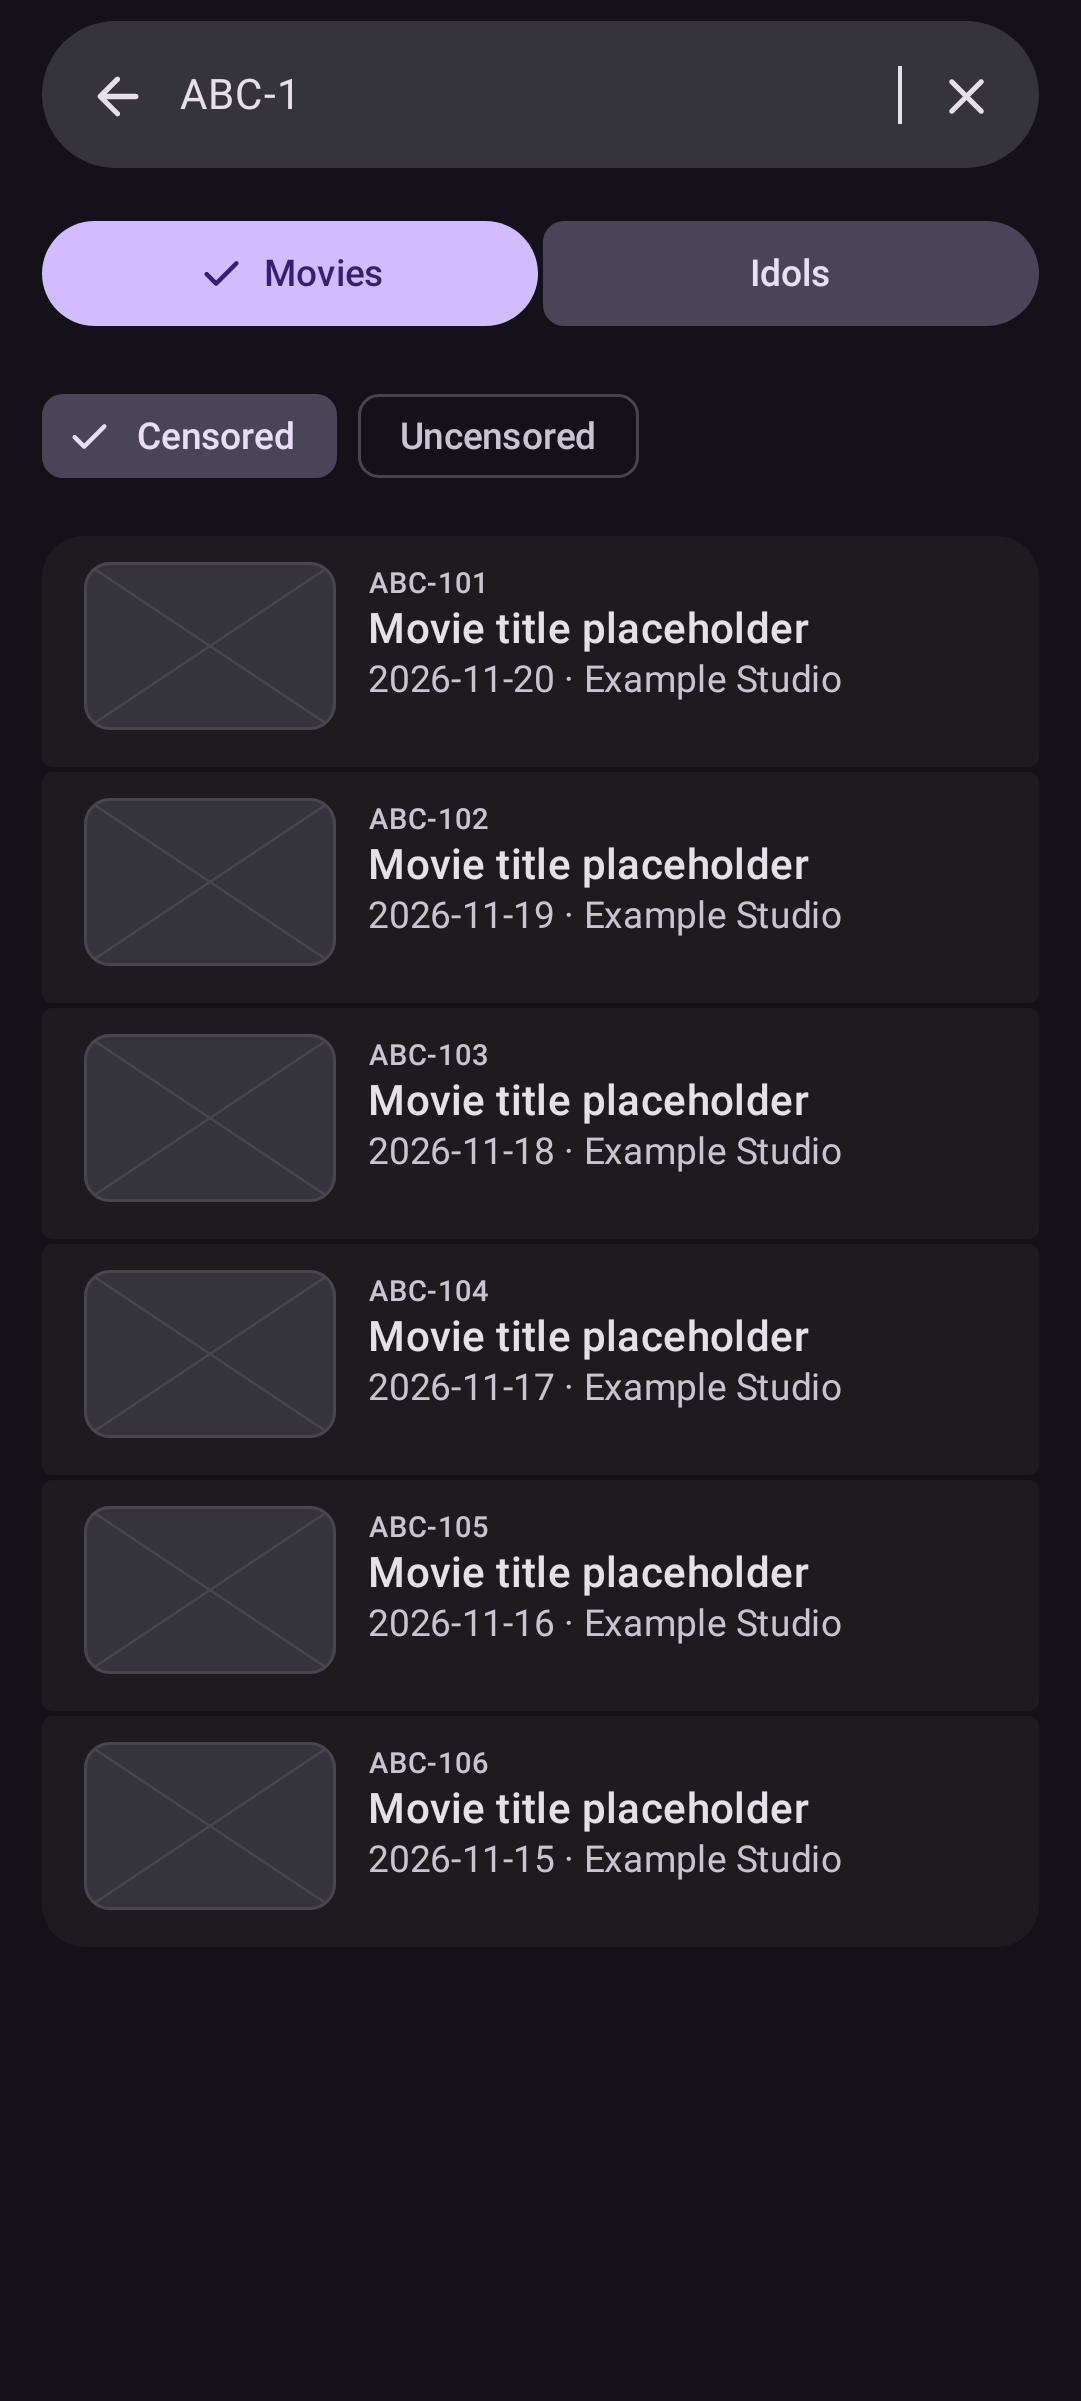 ABC-1
Movies
Idols
Censored
Uncensored
ABC-101
Movie title placeholder
2026-11-20 · Example Studio
ABC-102
Movie title placeholder
2026-11-19 · Example Studio
ABC-103
Movie title placeholder
2026-11-18 · Example Studio
ABC-104
Movie title placeholder
2026-11-17 · Example Studio
ABC-105
Movie title placeholder
2026-11-16 · Example Studio
ABC-106
Movie title placeholder
2026-11-15 · Example Studio